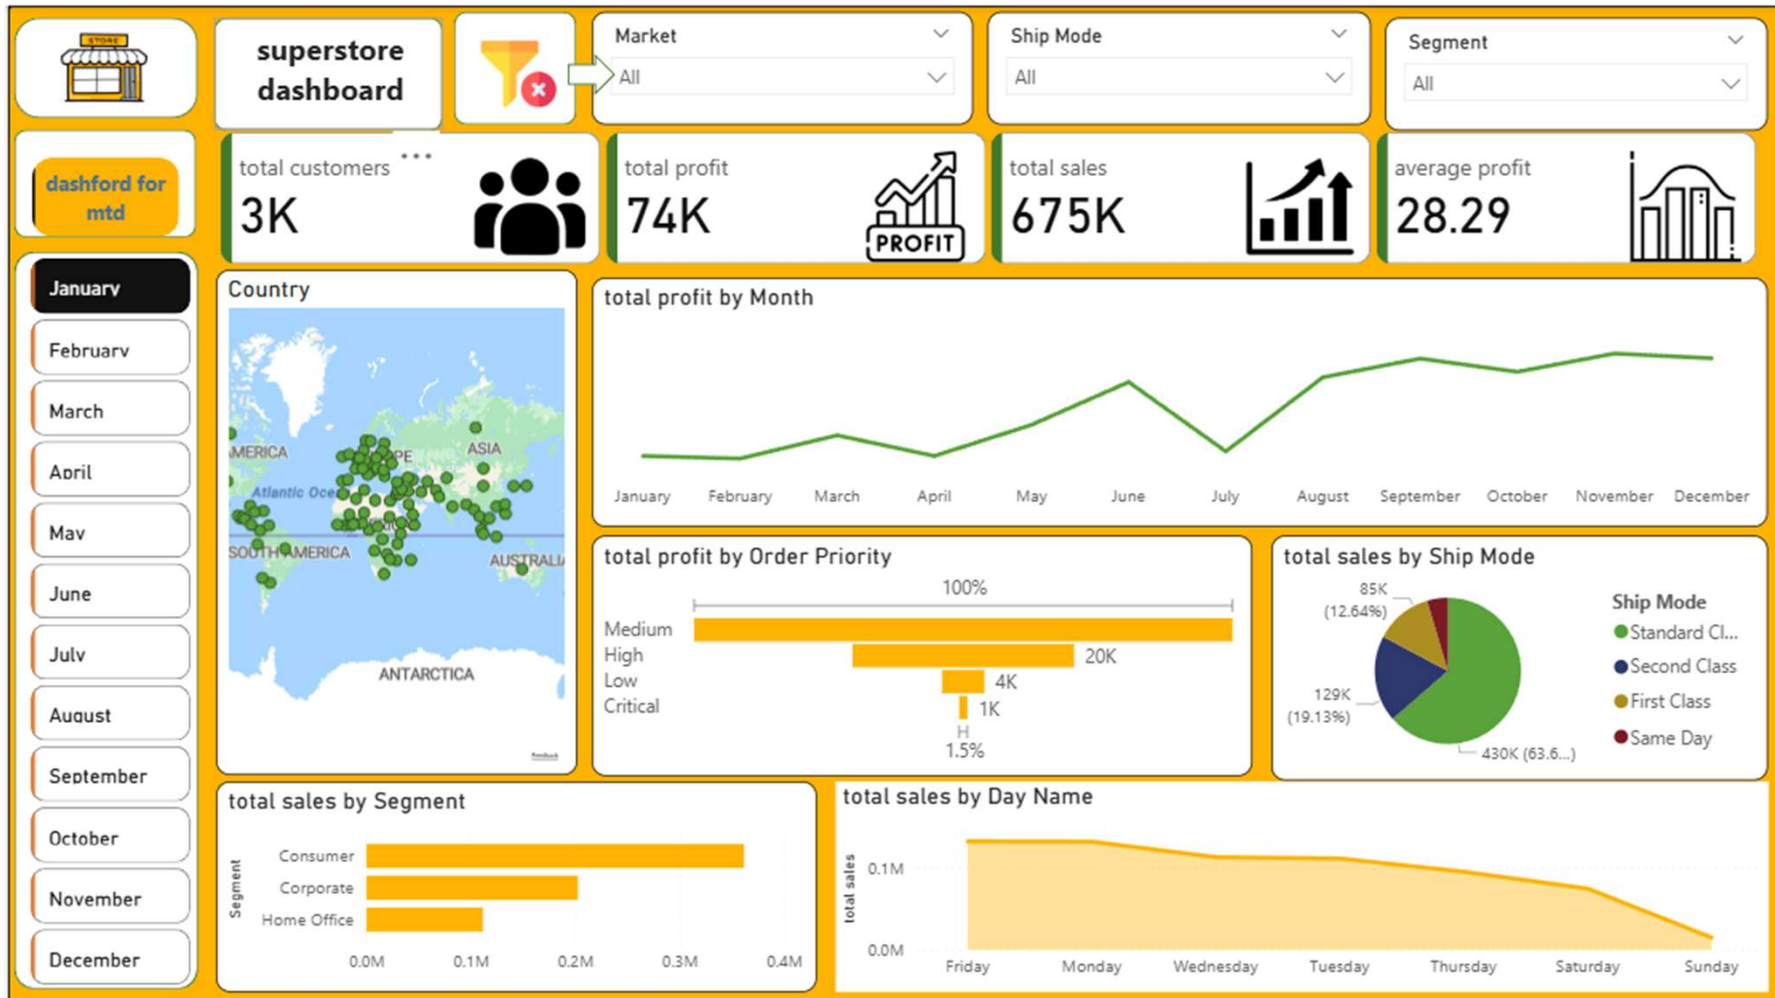 STORE
superstore
dashboard
Market
All
Ship Mode
All
Segment
All
dashford for
mtd
total customers
3K
total profit
74K
PROFIT
total sales
675K
average profit
28.29
January
February
March
April
May
June
July
August
September
October
November
December
Country
AMERICA
ASIA
Atlantic Oce
SOUTH AMERICA
AUSTRALI
ANTARCTICA
Feedback
total profit by Month
January February March April May June July August September October November December
total profit by Order Priority
100%
Medium
High 20K
Low 4K
Critical 1K
1.5%
total sales by Ship Mode
85K
(12.64%)
129K
(19.13%)
430K (63.6...)
Ship Mode
Standard Cl...
Second Class
First Class
Same Day
total sales by Segment
Segment
Consumer
Corporate
Home Office
0.0M 0.1M 0.2M 0.3M 0.4M
total sales by Day Name
total sales
0.1M
0.0M
Friday Monday Wednesday Tuesday Thursday Saturday Sunday